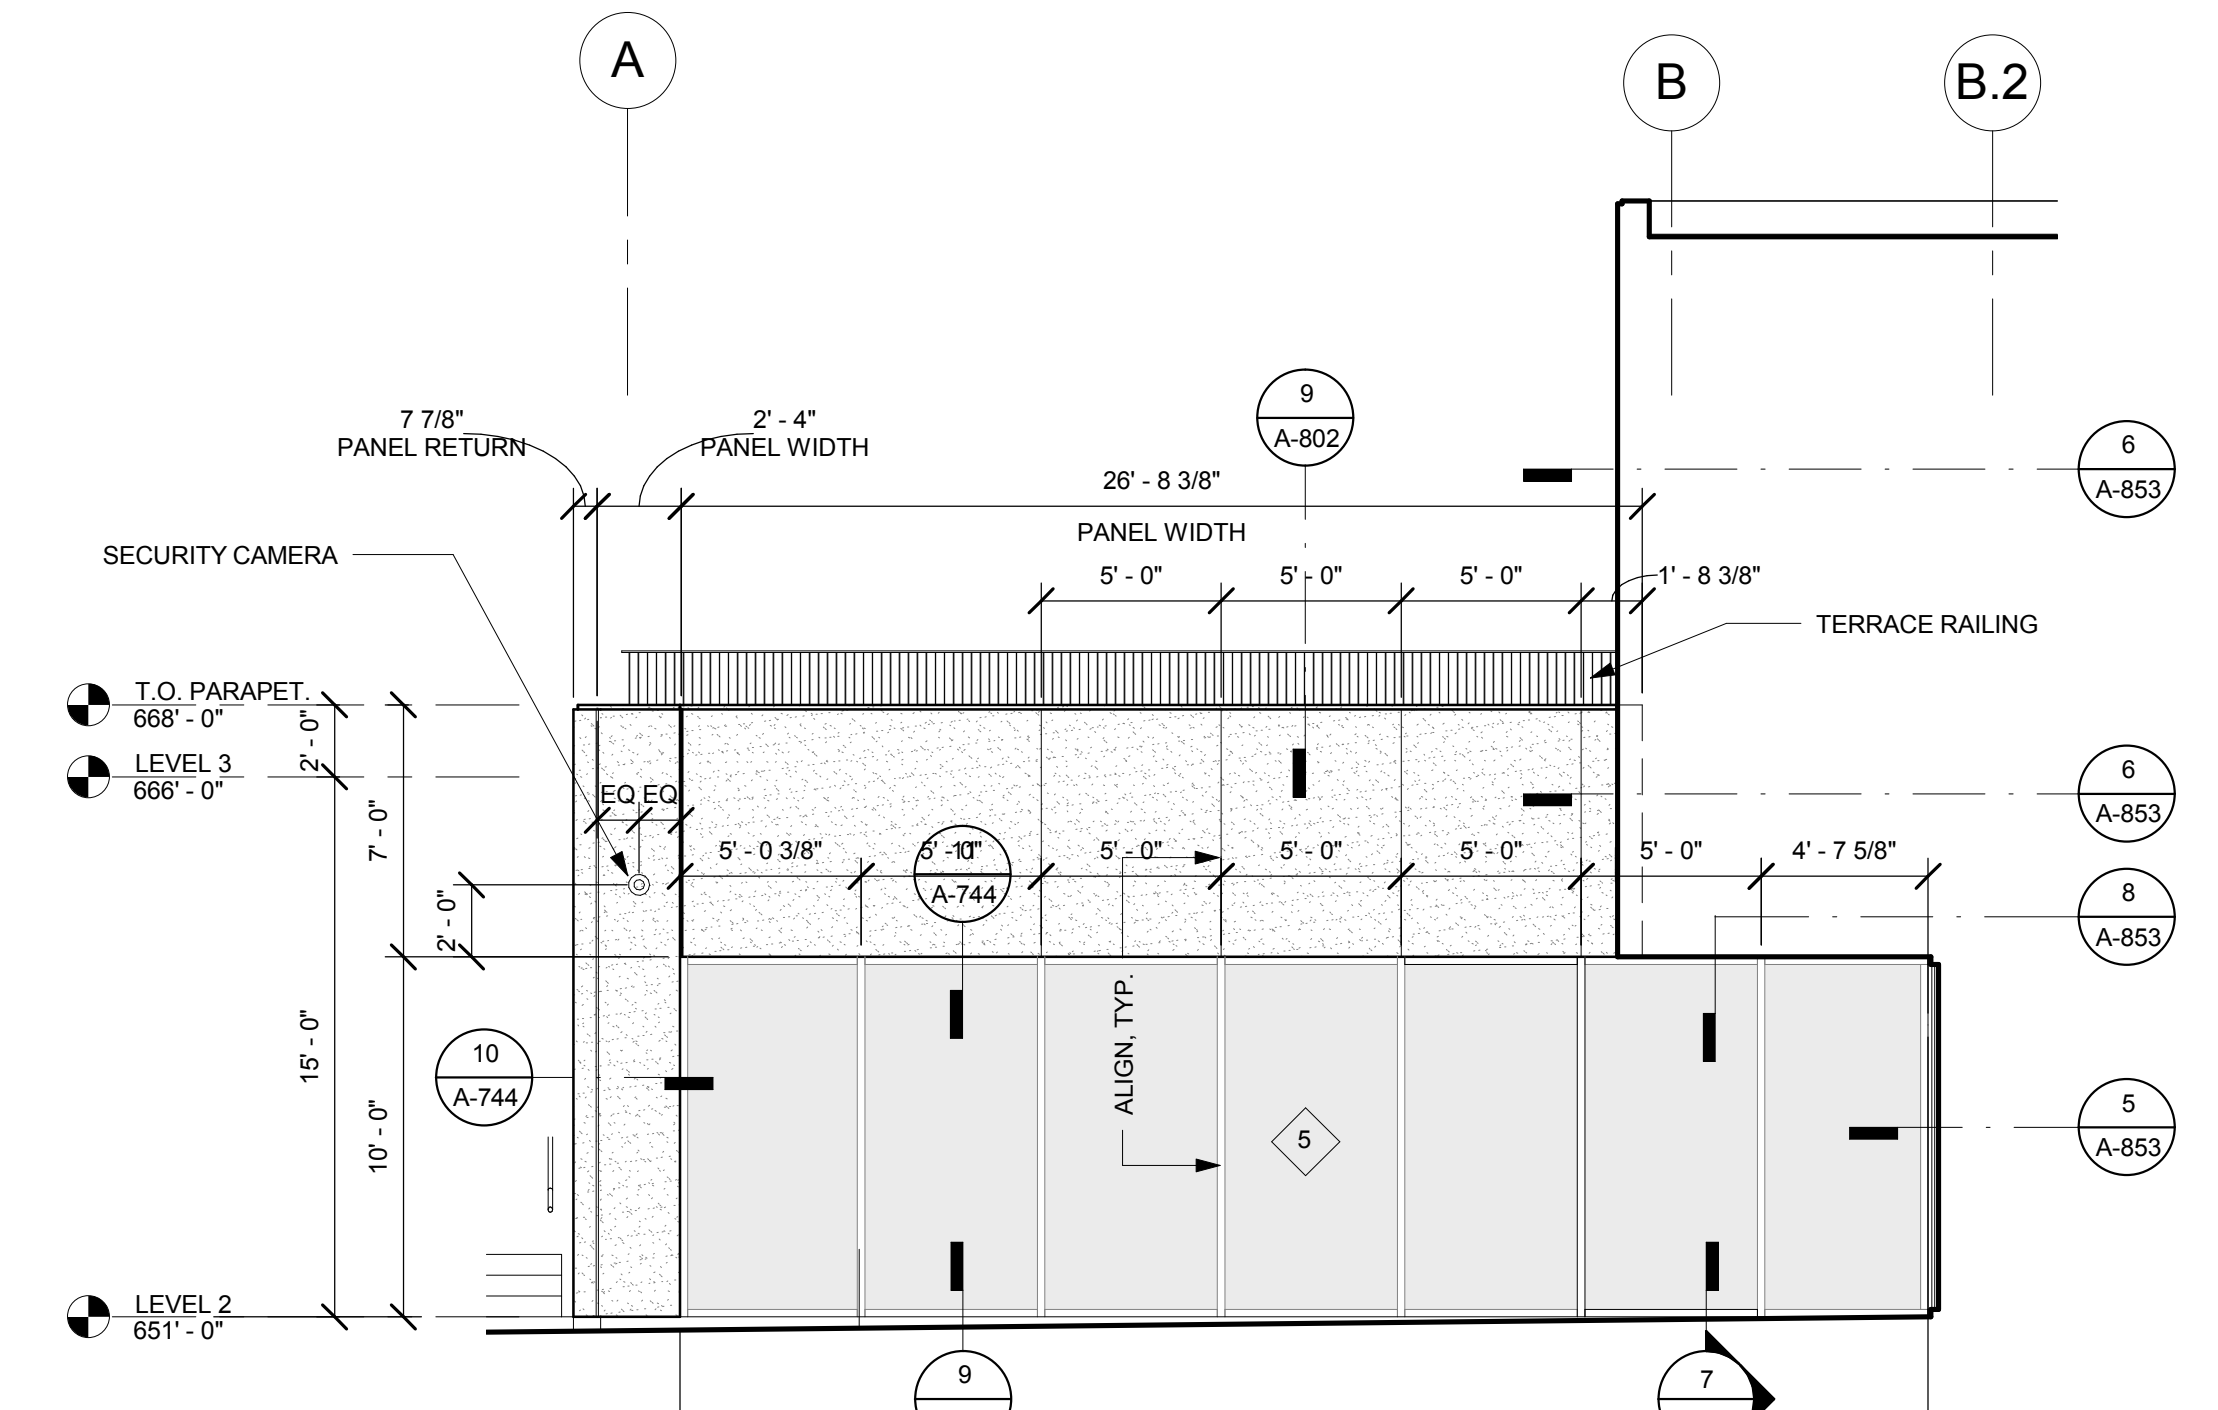 A
B
B.2
7 7/8"
PANEL RETURN
2' - 4"
PANEL WIDTH
9
A-802
6
A-853
26' - 8 3/8"
PANEL WIDTH
SECURITY CAMERA
5' - 0"
5' - 0"
5' - 0"
1' - 8 3/8"
TERRACE RAILING
T.O. PARAPET.
668' - 0"
2' - 0"
LEVEL 3
666' - 0"
EQ
EQ
6
A-853
7' - 0"
5' - 0 3/8"
5' - 0"
A-744
5' - 0"
5' - 0"
5' - 0"
5' - 0"
4' - 7 5/8"
8
A-853
2' - 0"
ALIGN, TYP.
15' - 0"
10' - 0"
10
A-744
5
5
A-853
LEVEL 2
651' - 0"
9
7